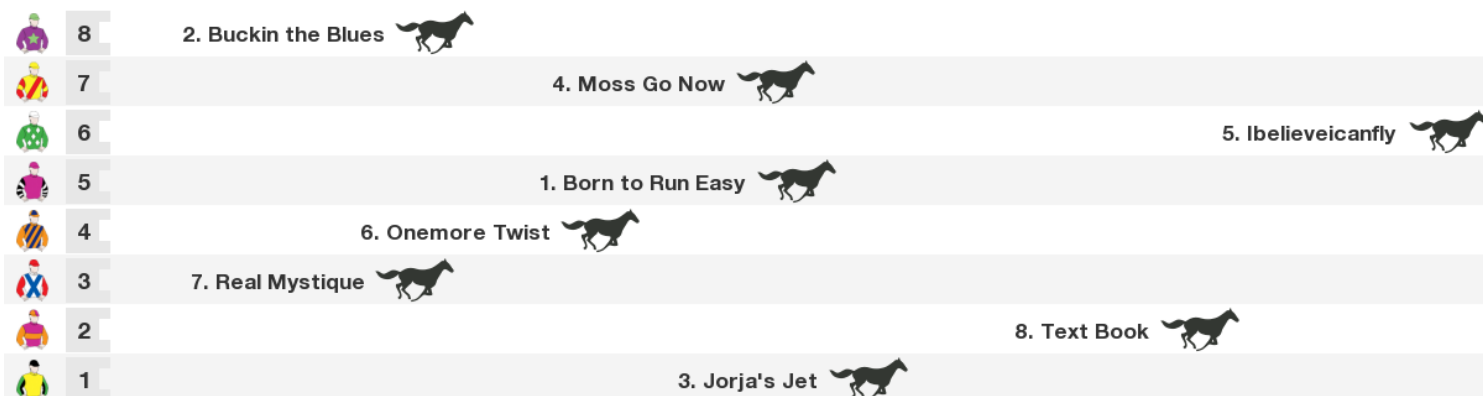 8 2. Buckin the Blues
7 4. Moss Go Now
6 5. Ibelieveicanfly
5 1. Born to Run Easy
4 6. Onemore Twist
3 7. Real Mystique
2 8. Text Book
1 3. Jorja's Jet